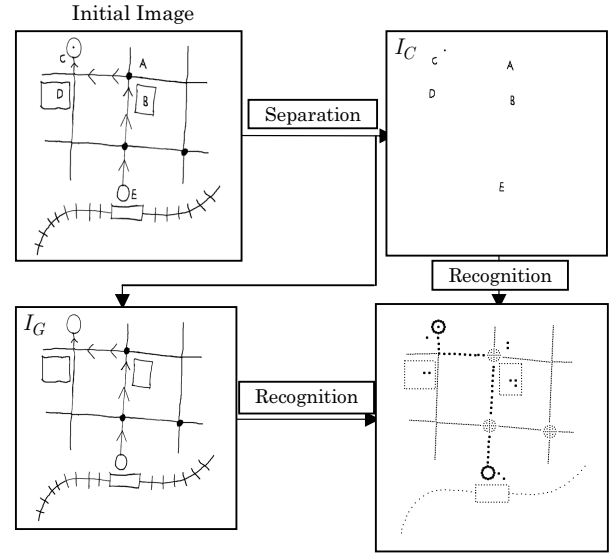 Initial Image
C
A
D
B
E
Separation
I_C
C
A
D
B
E
Recognition
I_G
Recognition